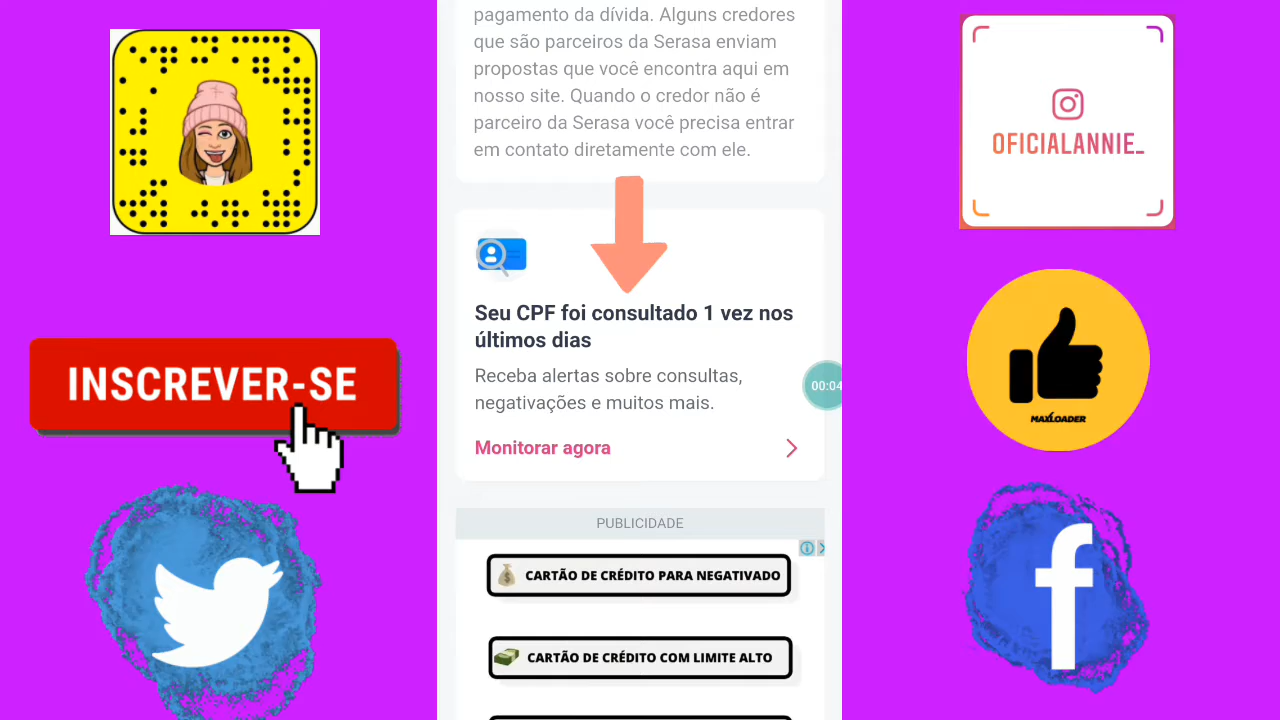 pagamento da dívida. Alguns credores
que são parceiros da Serasa enviam
propostas que você encontra aqui em
nosso site. Quando o credor não é
parceiro da Serasa você precisa entrar
em contato diretamente com ele.
OFICIALANNIE_
Seu CPF foi consultado 1 vez nos
últimos dias
Receba alertas sobre consultas,
negativações e muitos mais.
Monitorar agora
00:04
INSCREVER-SE
MAXLOADER
PUBLICIDADE
CARTÃO DE CRÉDITO PARA NEGATIVADO
CARTÃO DE CRÉDITO COM LIMITE ALTO